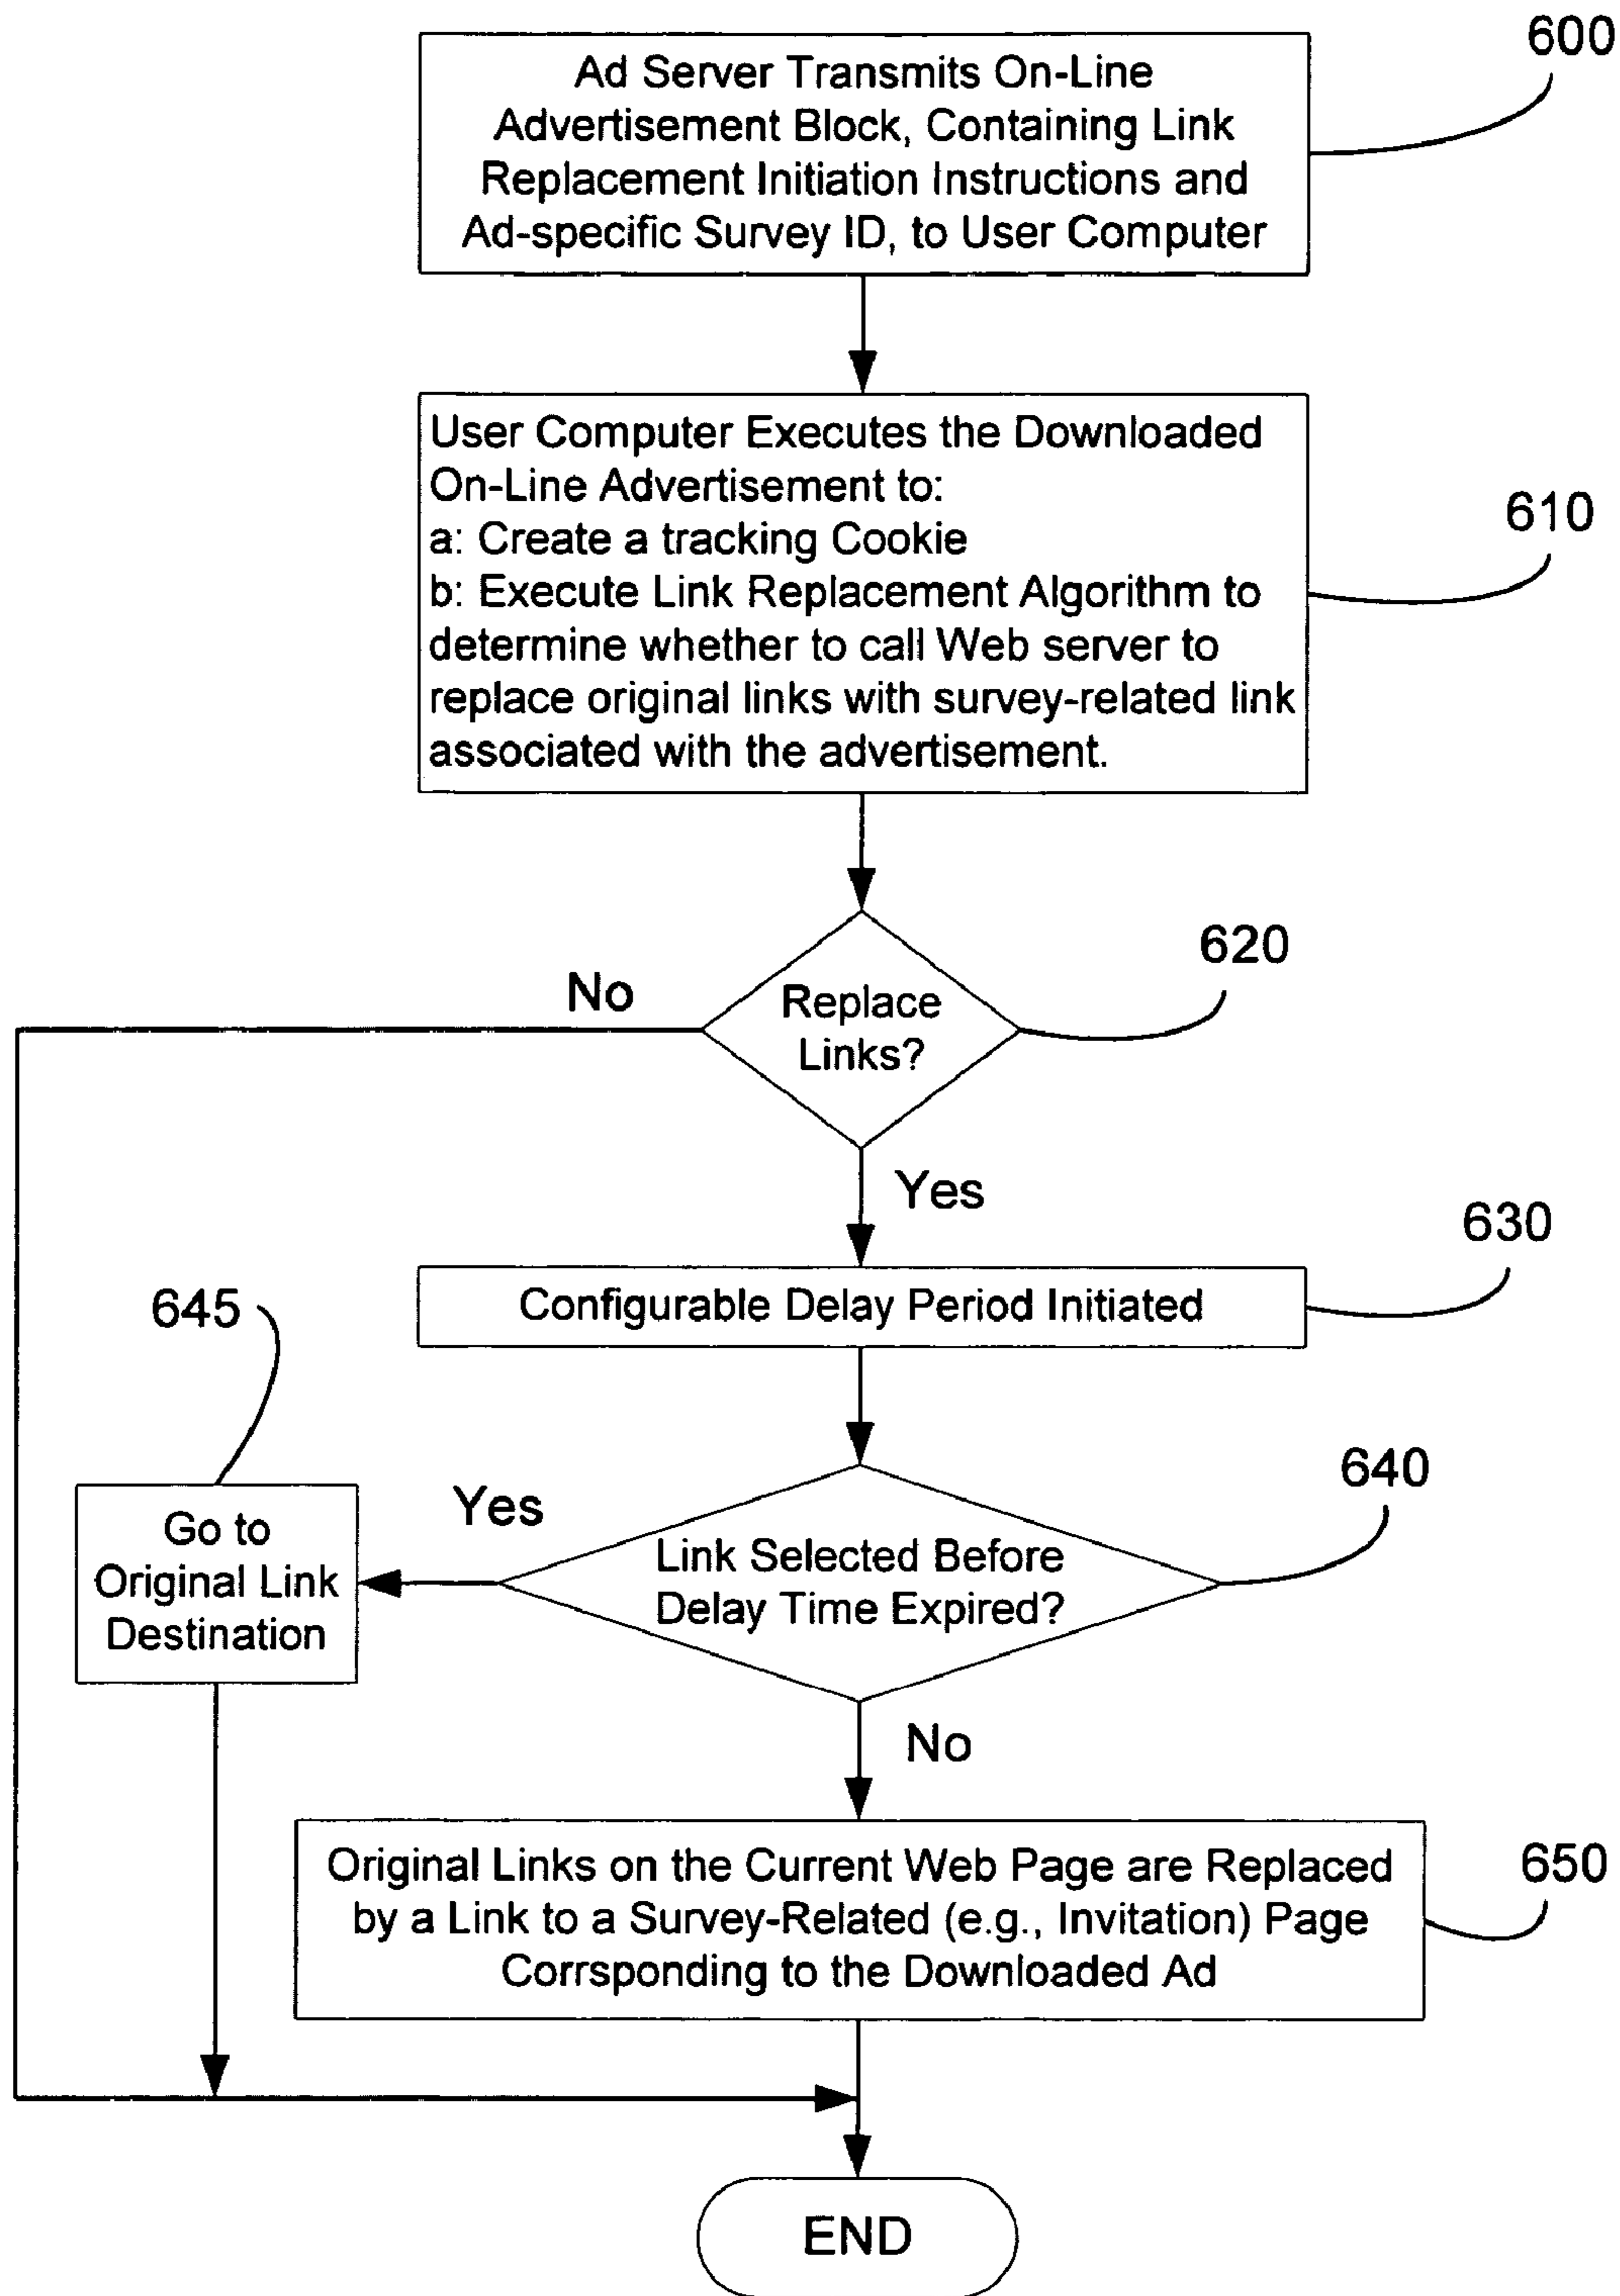 600
Ad Server Transmits On-Line
Advertisement Block, Containing Link
Replacement Initiation Instructions and
Ad-specific Survey ID, to User Computer
User Computer Executes the Downloaded
On-Line Advertisement to:
a: Create a tracking Cookie
b: Execute Link Replacement Algorithm to
determine whether to call Web server to
replace original links with survey-related link
associated with the advertisement.
610
620
No
Replace
Links?
Yes
630
Configurable Delay Period Initiated
645
640
Yes
Go to
Original Link
Destination
Link Selected Before
Delay Time Expired?
No
Original Links on the Current Web Page are Replaced
by a Link to a Survey-Related (e.g., Invitation) Page
Corrsponding to the Downloaded Ad
650
END